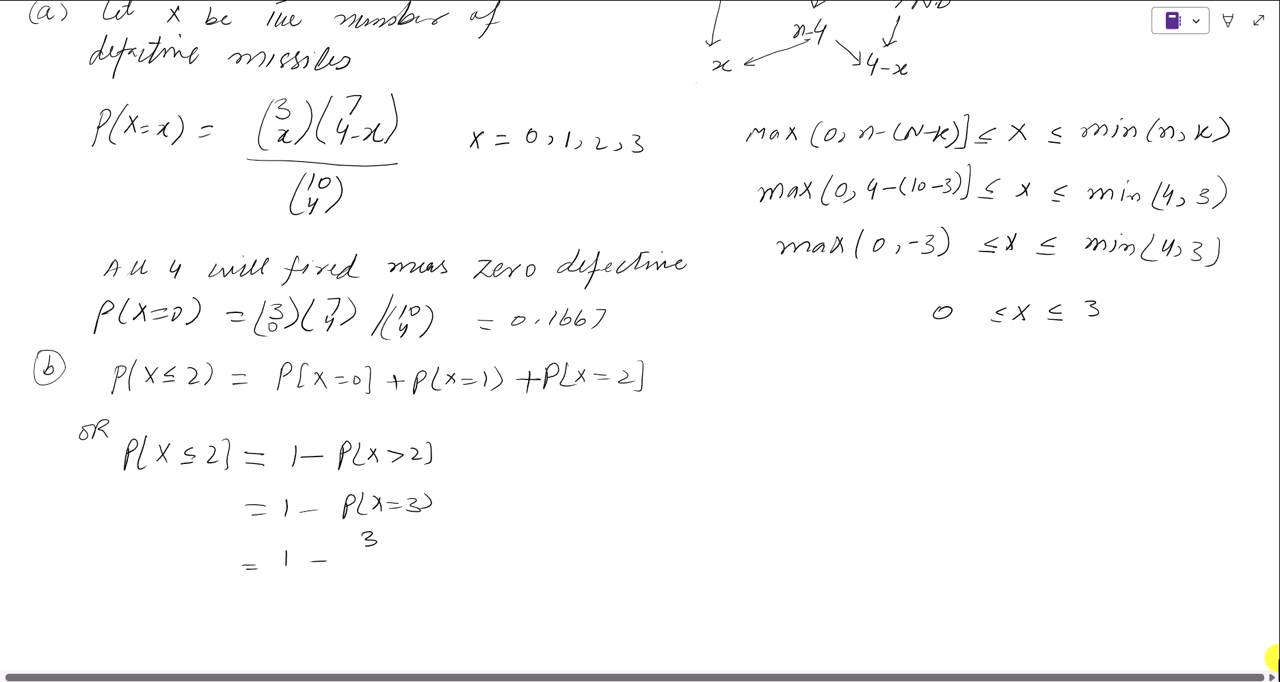 (a) Let X be the number of
defective missiles
P(X=x) = (3 x)(7 4-x) / (10 4)    x = 0, 1, 2, 3
All 4 will fired meas zero defective
P(X=0) = (3 0)(7 4) / (10 4) = 0.1667
(b) P(X ≤ 2) = P[X=0] + P(X=1) + P[X=2]
OR
P[X ≤ 2] = 1 - P[X > 2]
= 1 - P(X=3)
= 1 - 3
n-4
x    4-x
Max (0, n-(N-K)] ≤ X ≤ min(n, K)
max (0, 4-(10-3)] ≤ x ≤ min (4, 3)
max (0, -3) ≤ X ≤ min(4, 3)
0 ≤ X ≤ 3